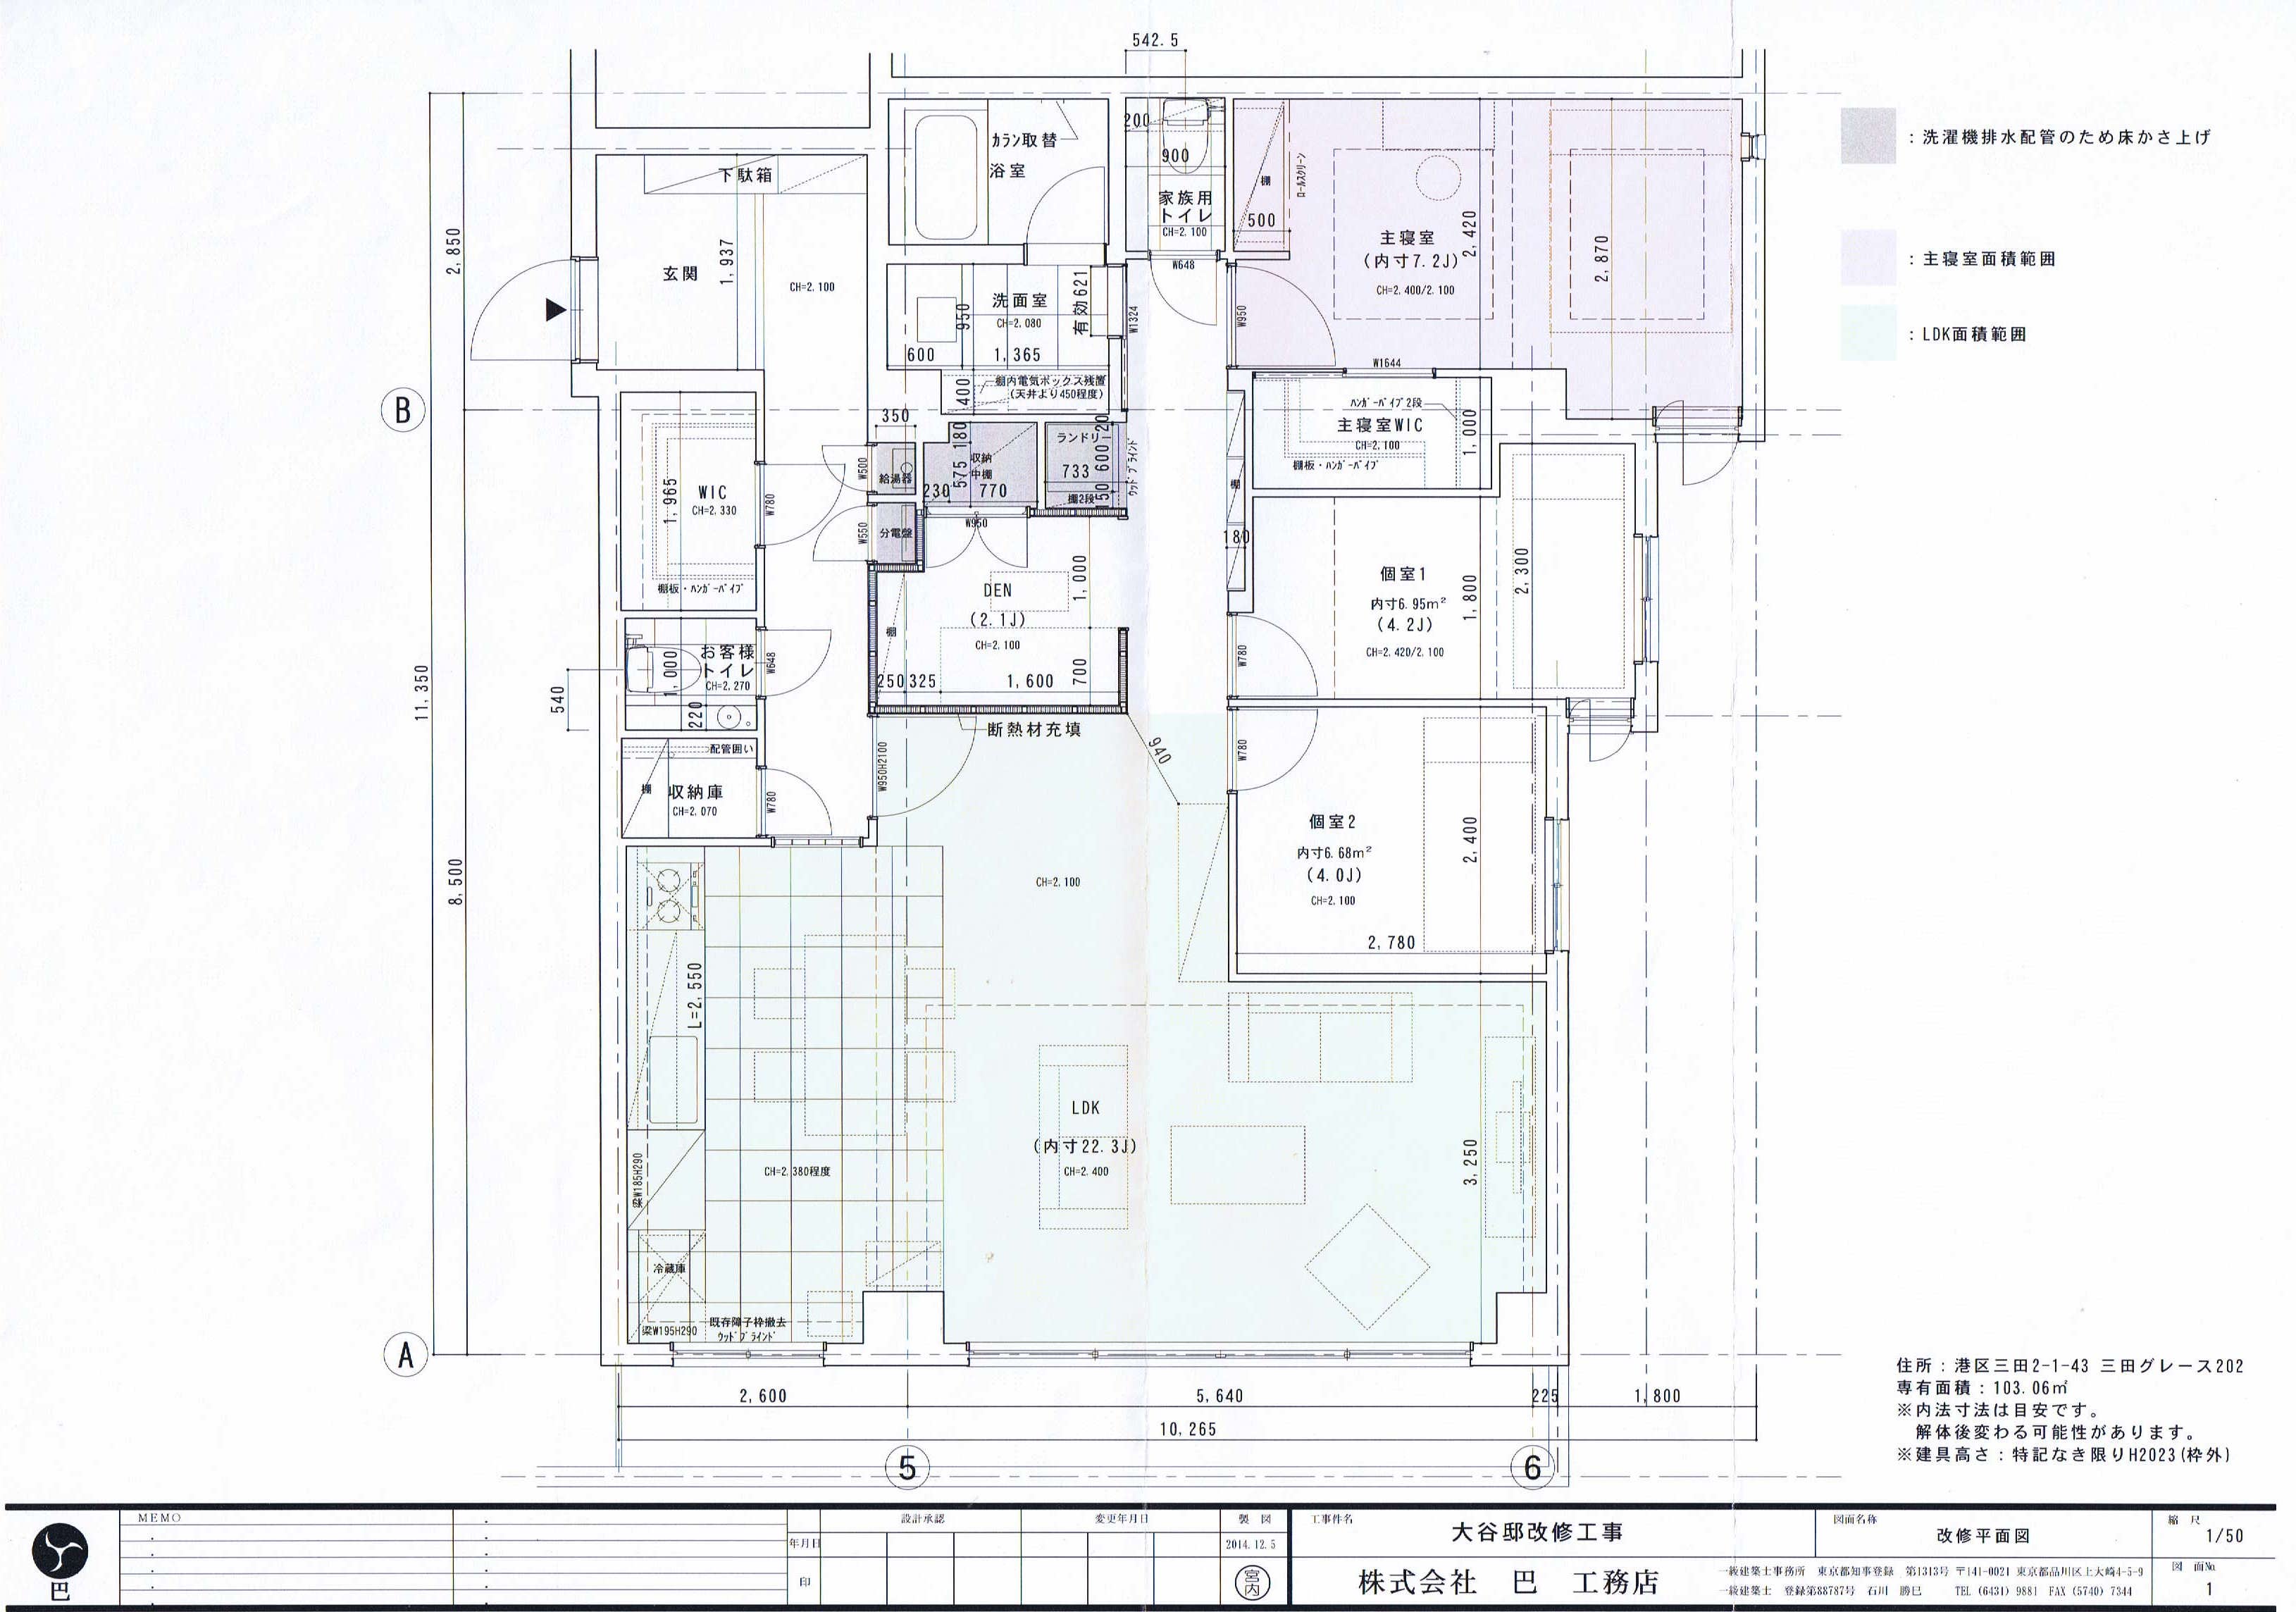 542.5
カラン取替
浴室
200
900
家族用
トイレ
CH=2.100
W648
棚
ロールスクリーン
500
主寝室
(内寸7.2J)
CH=2.400/2.100
2,420
2,870
：洗濯機排水配管のため床かさ上げ
：主寝室面積範囲
：LDK面積範囲
下駄箱
玄関
1,937
CH=2.100
2,850
11,350
8,500
B
洗面室
CH=2.080
950
有効621
600
1,365
W1324
W950
W1644
400
棚内電気ボックス残置
(天井より450程度)
350
180
収納
中棚
575
230
770
ランドリー
733
600
20
150
棚2段
ウッドブラインド
W500
給湯器
W550
分電盤
W950
棚
180
ハンガーパイプ2段
主寝室WIC
CH=2.100
棚板・ハンガーパイプ
1,000
WIC
CH=2.330
1,965
W780
棚板・ハンガーパイプ
DEN
(2.1J)
CH=2.100
1,000
700
棚
250
325
1,600
個室1
内寸6.95m²
(4.2J)
CH=2.420/2.100
1,800
2,300
W780
お客様
トイレ
CH=2,270
1,000
220
W648
540
断熱材充填
940
配管囲い
棚
収納庫
CH=2.070
W780
W950H2100
W780
個室2
内寸6.68m²
(4.0J)
CH=2.100
2,400
2,780
CH=2.100
L=2,550
LDK
(内寸22.3J)
CH=2.400
CH=2.380程度
3,250
梁W185H290
冷蔵庫
梁W195H290
既存障子枠撤去
ウッドブラインド
A
2,600
5,640
225
1,800
10,265
5
6
住所：港区三田2-1-43 三田グレース202
専有面積：103.06㎡
※内法寸法は目安です。
解体後変わる可能性があります。
※建具高さ：特記なき限りH2023(枠外)
巴
MEMO
設計承認
変更年月日
製 図
年月日
2014.12.5
印
宮内
工事件名
大谷邸改修工事
図面名称
改修平面図
縮 尺
1/50
株式会社 巴 工務店
一級建築士事務所 東京都知事登録 第1313号 〒141-0021 東京都品川区上大崎4-5-9
一級建築士 登録第88787号 石川 勝巳 TEL (6431) 9881 FAX (5740) 7344
図 面No.
1